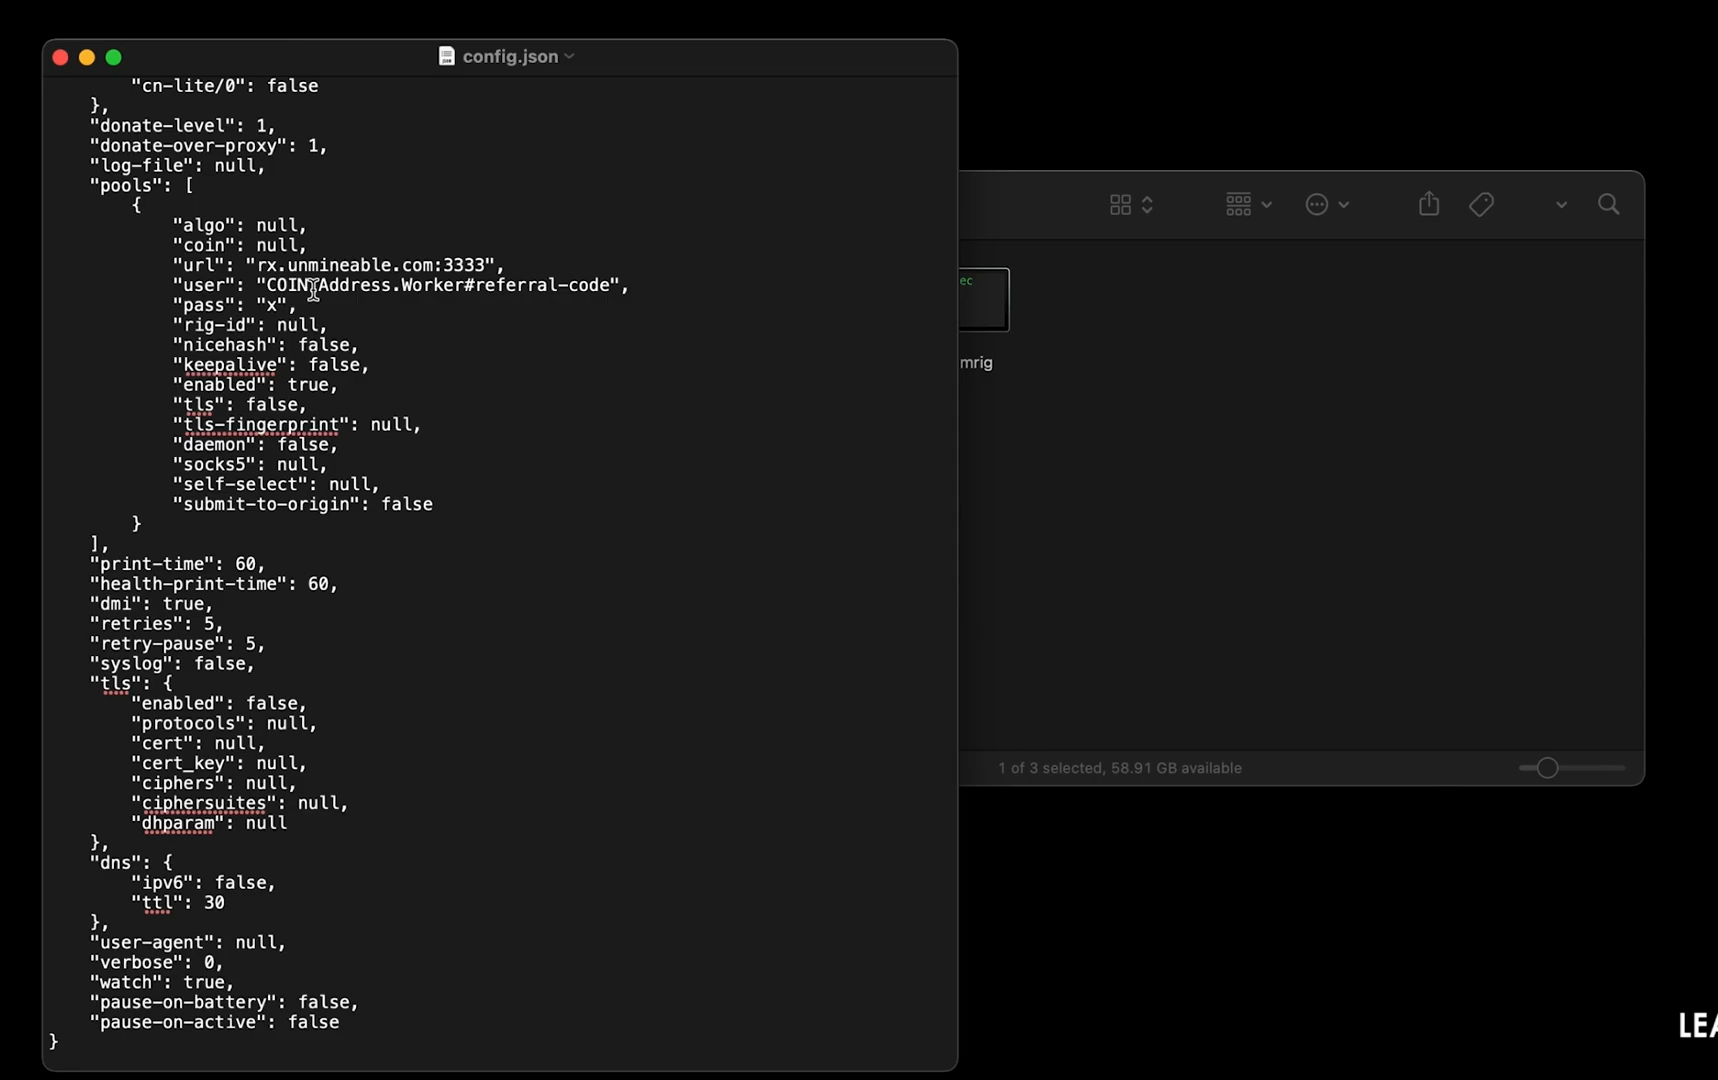 config.json
"cn-lite/0": false
},
"donate-level": 1,
"donate-over-proxy": 1,
"log-file": null,
"pools": [
{
"algo": null,
"coin": null,
"url": "rx.unmineable.com:3333",
"user": "COIN:Address.Worker#referral-code",
"pass": "x",
"rig-id": null,
"nicehash": false,
"keepalive": false,
"enabled": true,
"tls": false,
"tls-fingerprint": null,
"daemon": false,
"socks5": null,
"self-select": null,
"submit-to-origin": false
}
],
"print-time": 60,
"health-print-time": 60,
"dmi": true,
"retries": 5,
"retry-pause": 5,
"syslog": false,
"tls": {
"enabled": false,
"protocols": null,
"cert": null,
"cert_key": null,
"ciphers": null,
"ciphersuites": null,
"dhparam": null
},
"dns": {
"ipv6": false,
"ttl": 30
},
"user-agent": null,
"verbose": 0,
"watch": true,
"pause-on-battery": false,
"pause-on-active": false
}
ec
mrig
1 of 3 selected, 58.91 GB available